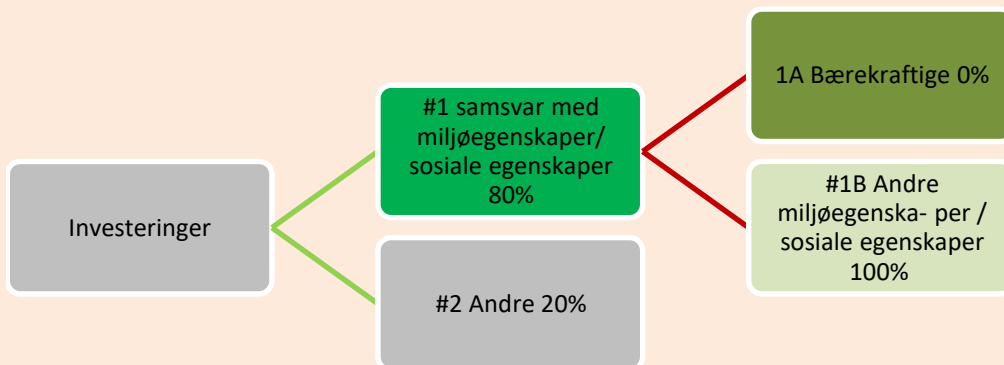 Investeringer
#1 samsvar med
miljøegenskaper/
sosiale egenskaper
80%
#2 Andre 20%
1A Bærekraftige 0%
#1B Andre
miljøegenska- per /
sosiale egenskaper
100%